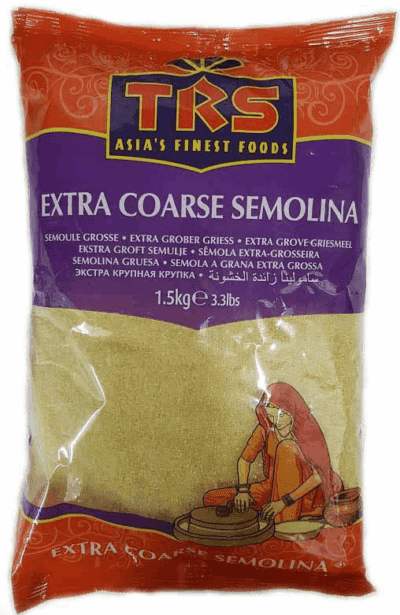 TRS
ASIA'S FINEST FOODS
EXTRA COARSE SEMOLINA
SEMOULE GROSSE • EXTRA GROBER GRIESS • EXTRA GROVE GRIESMEEL
EKSTRA GROFT SEMULJE • SÊMOLA EXTRA-GROSSEIRA
SEMOLINA GRUESA • SEMOLA A GRANA EXTRA GROSSA
ЭКСТРА КРУПНАЯ КРУПКА • سامولينا زائدة الخشونة
1.5kg℮ 3.3lbs
EXTRA COARSE SEMOLINA